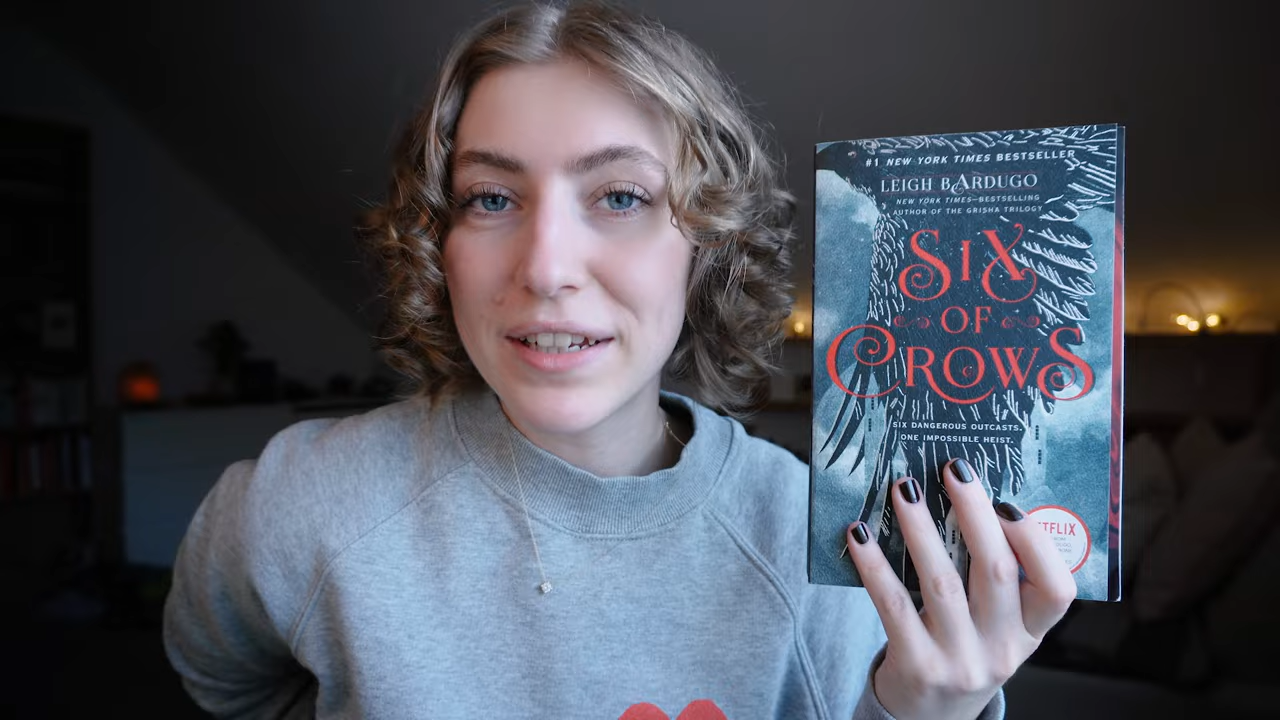 #1 NEW YORK TIMES BESTSELLER
LEIGH BARDUGO
NEW YORK TIMES—BESTSELLING
AUTHOR OF THE GRISHA TRILOGY
SIX
OF
CROWS
SIX DANGEROUS OUTCASTS.
ONE IMPOSSIBLE HEIST.
TFLIX